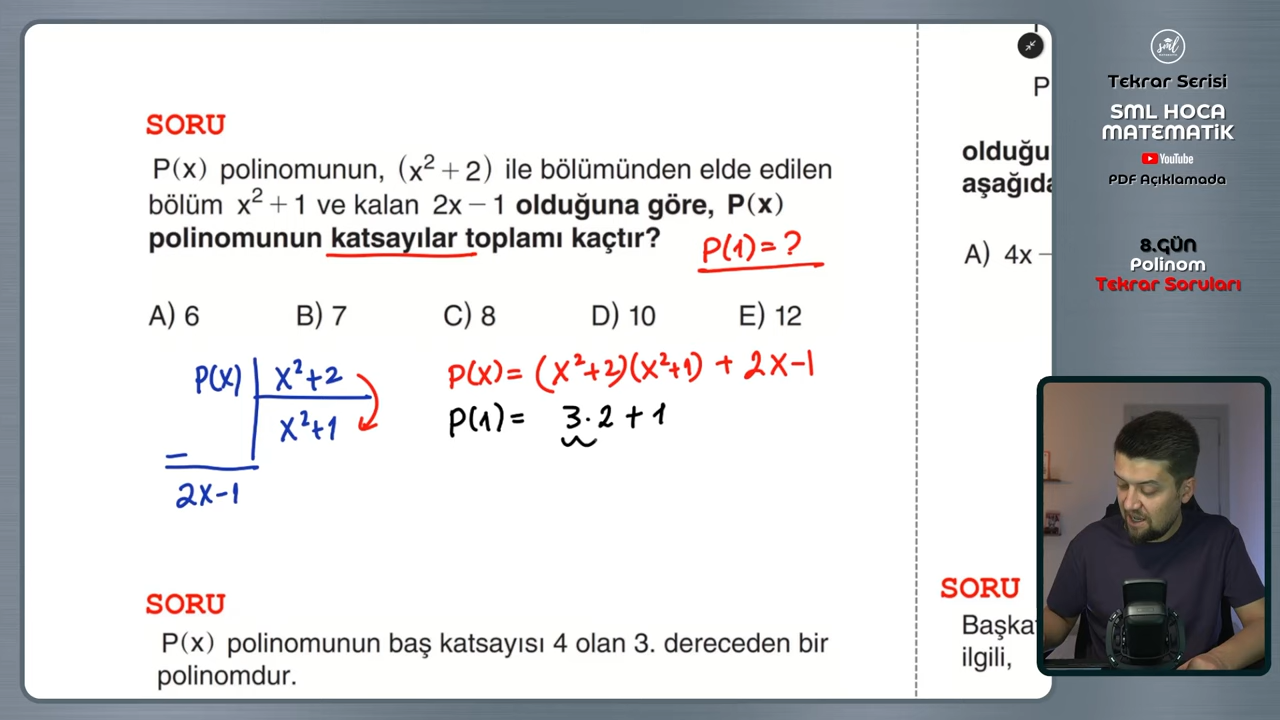 SORU
P(x) polinomunun, (x² + 2) ile bölümünden elde edilen
bölüm x² + 1 ve kalan 2x − 1 olduğuna göre, P(x)
polinomunun katsayılar toplamı kaçtır?
P(1) = ?
A) 6 B) 7 C) 8 D) 10 E) 12
P(x) x²+2
x²+1
2x-1
P(x) = (x²+2)(x²+1) + 2x-1
P(1) = 3·2 + 1
SORU
P(x) polinomunun baş katsayısı 4 olan 3. dereceden bir
polinomdur.
P
olduğu
aşağıda
A) 4x −
SORU
Başka
ilgili,
sml
Tekrar Serisi
SML HOCA
MATEMATİK
YouTube
PDF Açıklamada
8.GÜN
Polinom
Tekrar Soruları